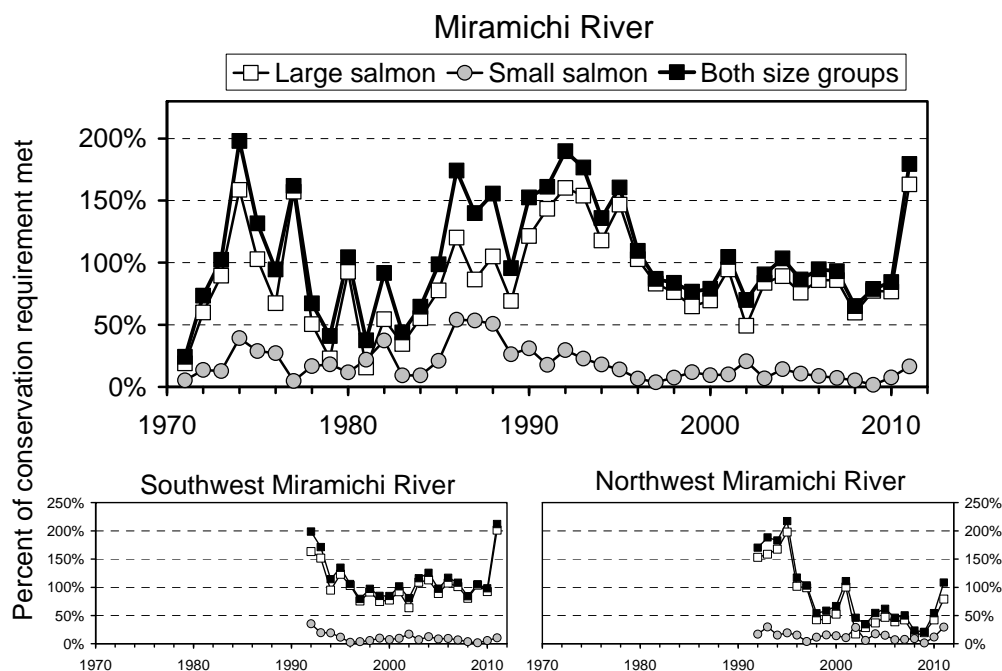 Miramichi River
Large salmon Small salmon Both size groups
Percent of conservation requirement met
200%
150%
100%
50%
0%
1970 1980 1990 2000 2010
Southwest Miramichi River
250%
200%
150%
100%
50%
0%
1970 1980 1990 2000 2010
Northwest Miramichi River
250%
200%
150%
100%
50%
0%
1970 1980 1990 2000 2010